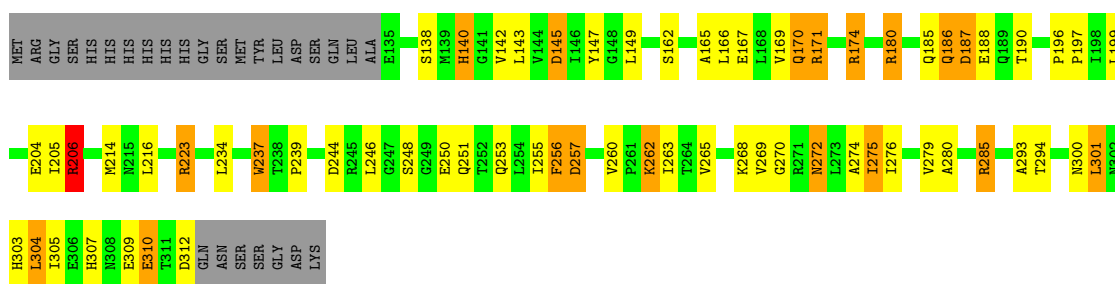 MET ARG GLY SER HIS HIS HIS HIS HIS HIS GLY SER MET TYR LEU ASP SER GLN LEU ALA E135 S138 M139 H140 G141 V142 L143 V144 D145 I146 Y147 G148 L149 S162 A165 L166 E167 L168 V169 Q170 R171 R174 R180 Q185 Q186 D187 E188 Q189 T190 P196 P197 I198 L199
E204 I205 R206 M214 N215 L216 R223 L234 W237 T238 P239 D244 R245 L246 G247 S248 G249 E250 Q251 T252 Q253 L254 I255 F256 D257 V260 P261 K262 I263 T264 V265 K268 V269 G270 R271 N272 L273 A274 I275 I276 V279 A280 R285 A293 T294 N300 L301
H303 L304 I305 E306 H307 N308 E309 E310 T311 D312 GLN ASN SER SER GLY ASP LYS